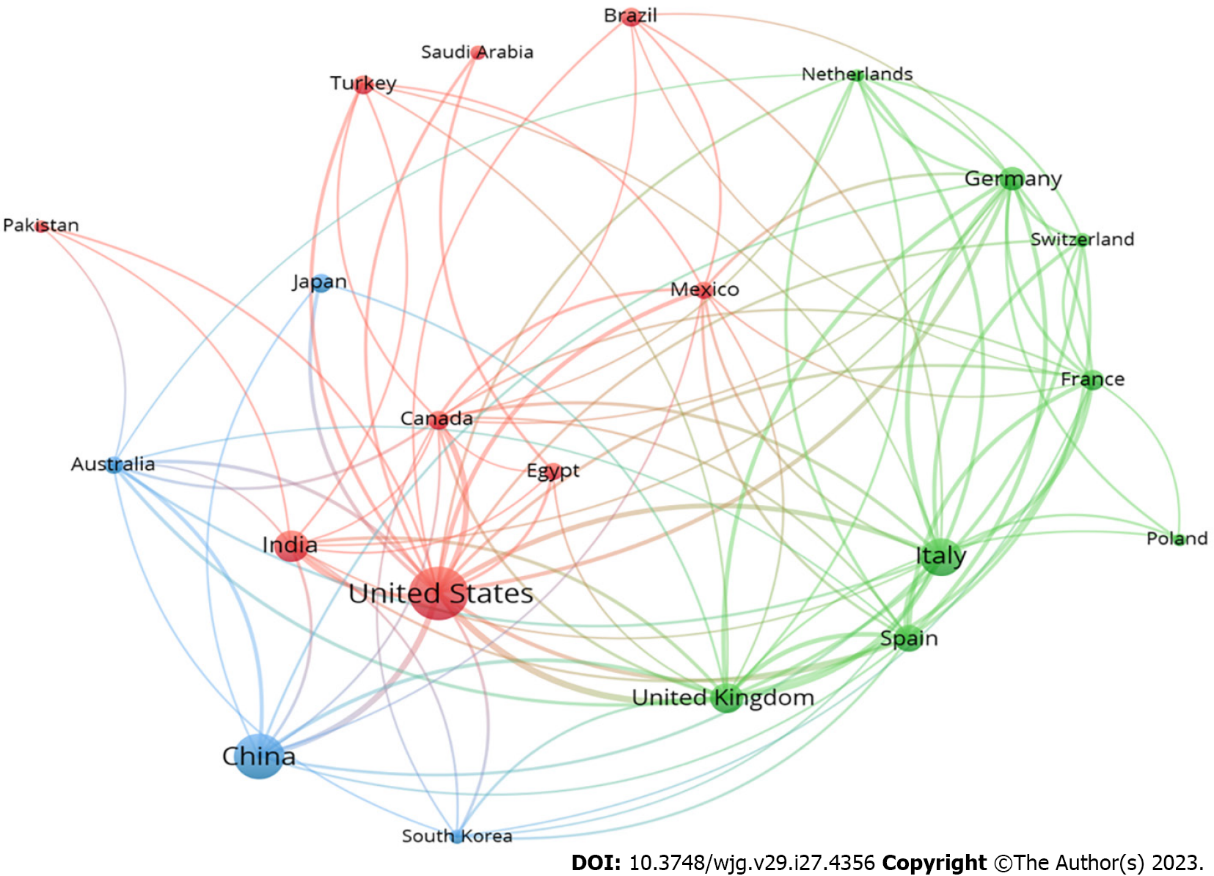 Brazil
Saudi Arabia
Netherlands
Turkey
Germany
Pakistan
Switzerland
Japan
Mexico
France
Canada
Australia
Egypt
India
Poland
Italy
United States
Spain
United Kingdom
China
South Korea
DOI: 10.3748/wjg.v29.i27.4356 Copyright ©The Author(s) 2023.